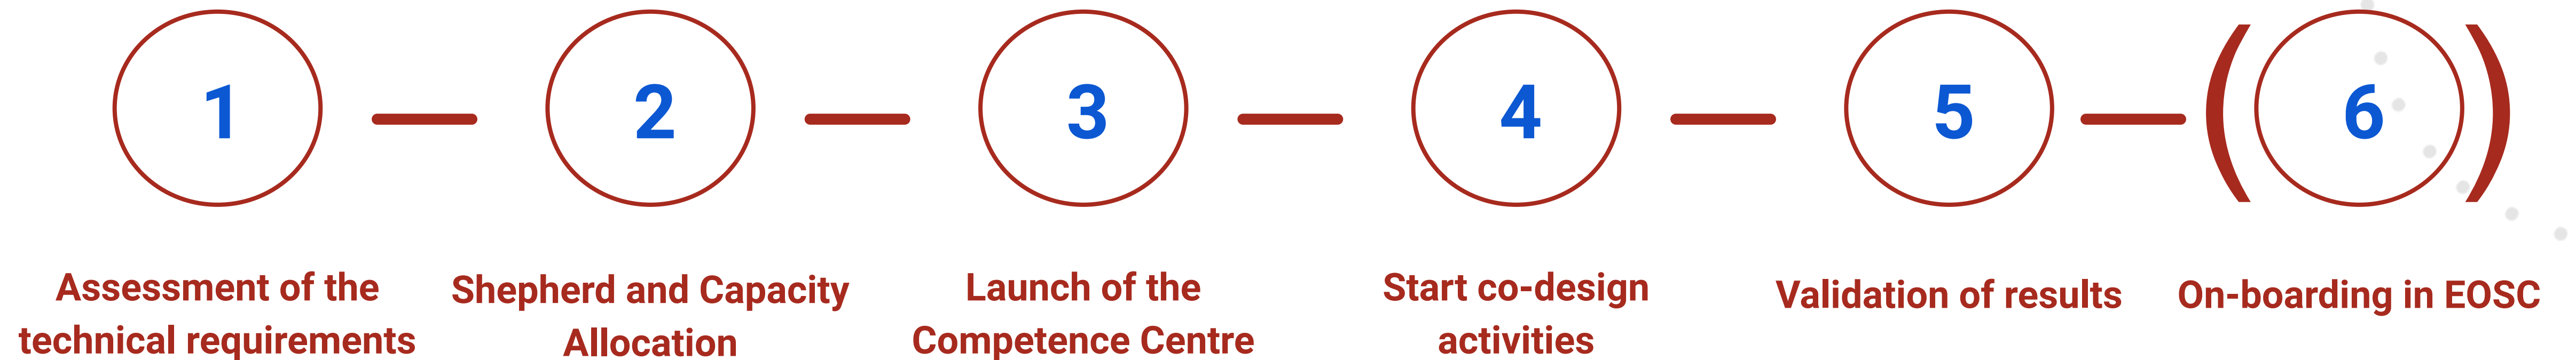 1
2
3
4
5
(6)
Assessment of the
technical requirements
Shepherd and Capacity
Allocation
Launch of the
Competence Centre
Start co-design
activities
Validation of results
On-boarding in EOSC